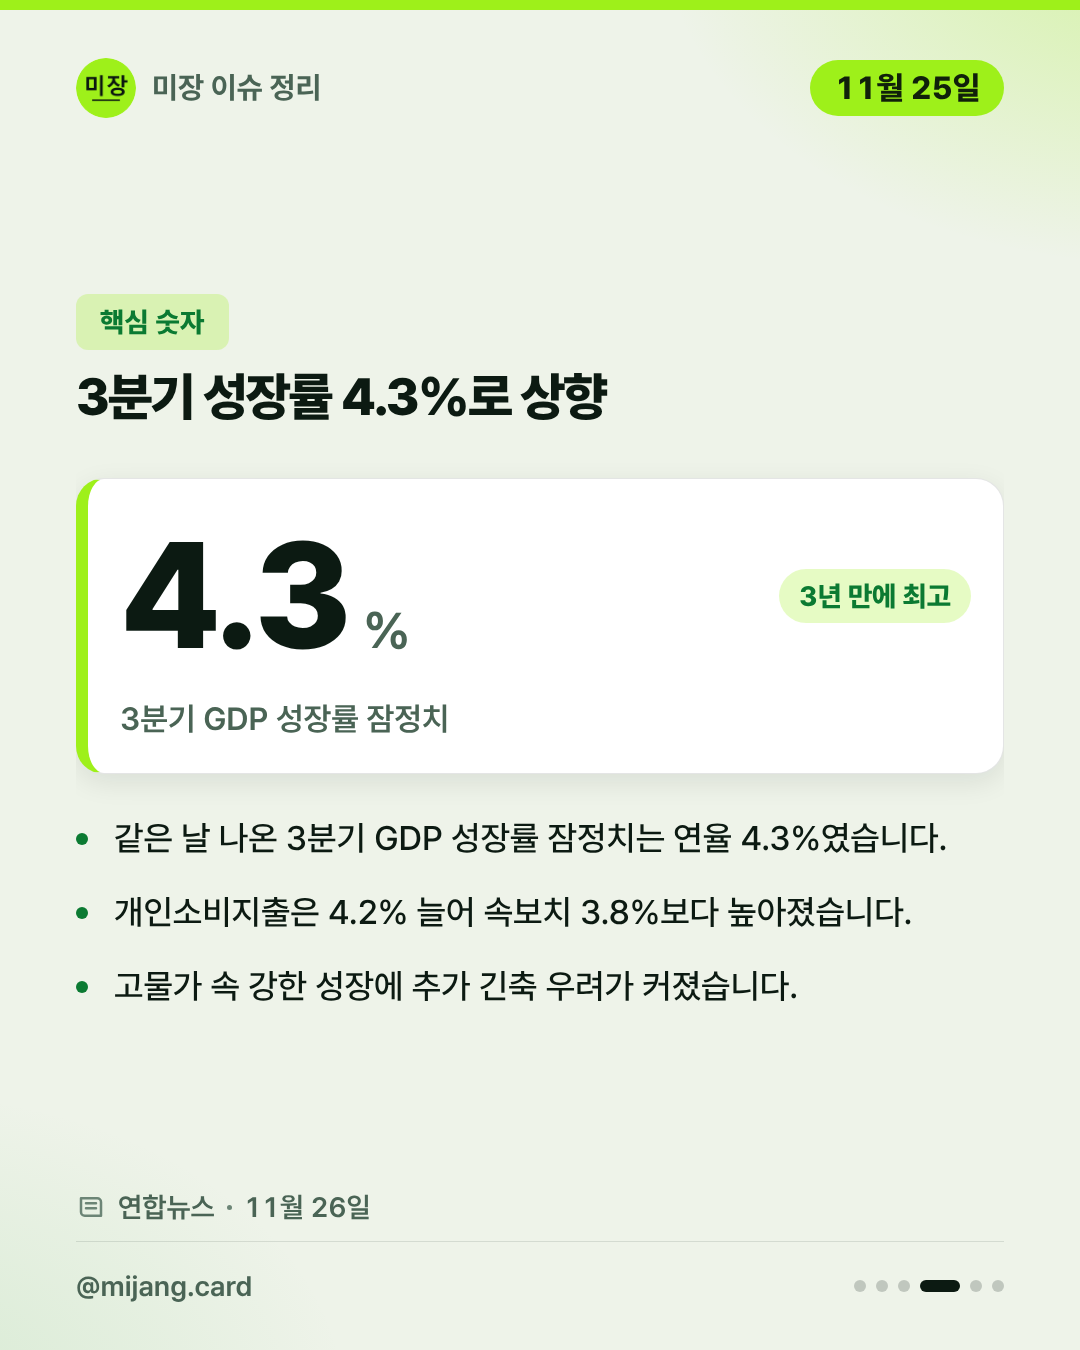 미장 미장 이슈 정리
11월 25일
핵심 숫자
3분기 성장률 4.3%로 상향
4.3 %
3년 만에 최고
3분기 GDP 성장률 잠정치
같은 날 나온 3분기 GDP 성장률 잠정치는 연율 4.3%였습니다.
개인소비지출은 4.2% 늘어 속보치 3.8%보다 높아졌습니다.
고물가 속 강한 성장에 추가 긴축 우려가 커졌습니다.
연합뉴스 · 11월 26일
@mijang.card